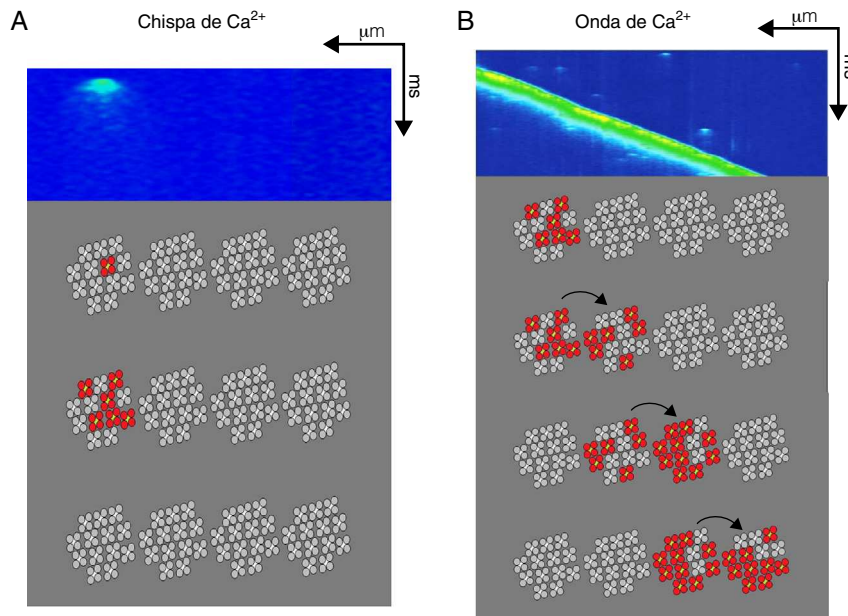 A
Chispa de Ca²⁺
μm
ms
B
Onda de Ca²⁺
μm
ms